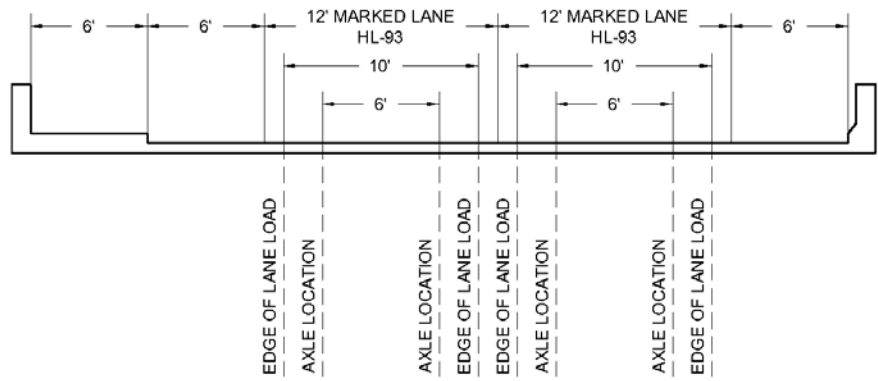 6'
6'
12' MARKED LANE
HL-93
12' MARKED LANE
HL-93
6'
10'
10'
6'
6'
EDGE OF LANE LOAD
AXLE LOCATION
AXLE LOCATION
EDGE OF LANE LOAD
EDGE OF LANE LOAD
AXLE LOCATION
AXLE LOCATION
EDGE OF LANE LOAD